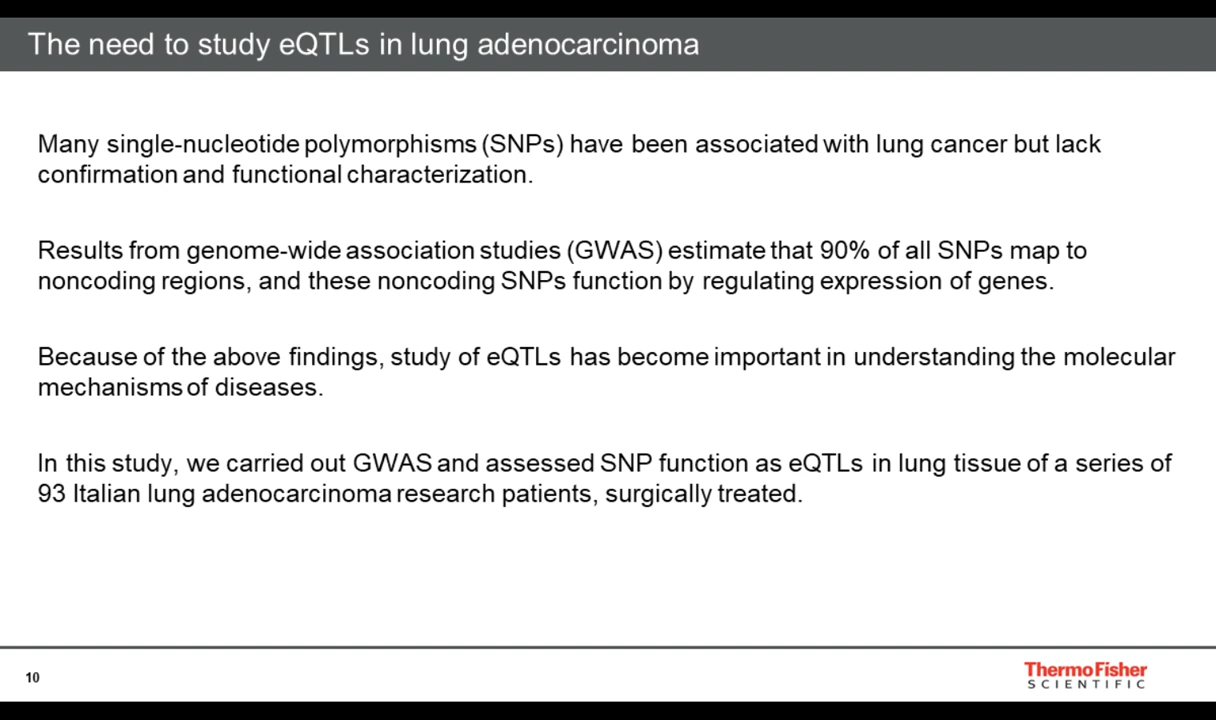 The need to study eQTLs in lung adenocarcinoma
Many single-nucleotide polymorphisms (SNPs) have been associated with lung cancer but lack
confirmation and functional characterization.
Results from genome-wide association studies (GWAS) estimate that 90% of all SNPs map to
noncoding regions, and these noncoding SNPs function by regulating expression of genes.
Because of the above findings, study of eQTLs has become important in understanding the molecular
mechanisms of diseases.
In this study, we carried out GWAS and assessed SNP function as eQTLs in lung tissue of a series of
93 Italian lung adenocarcinoma research patients, surgically treated.
10
ThermoFisher
SCIENTIFIC